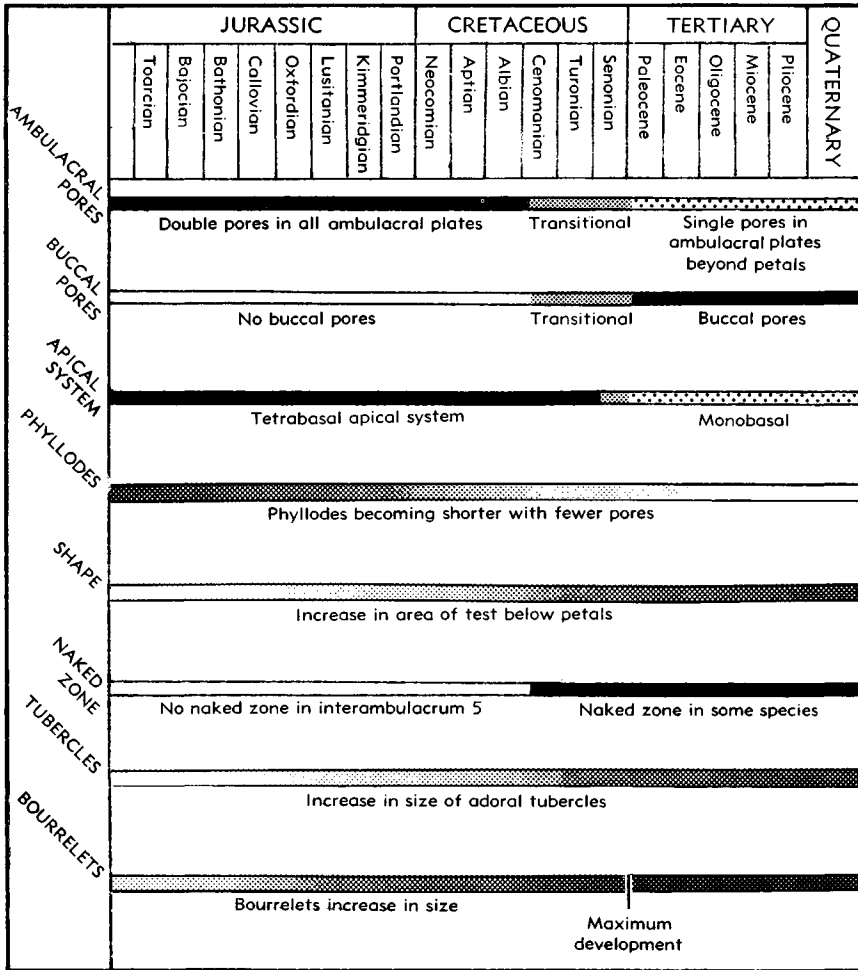 JURASSIC
CRETACEOUS
TERTIARY
QUATERNARY
Toarcian
Bajocian
Bathonian
Callovian
Oxfordian
Lusitanian
Kimmeridgian
Portlandian
Neocomian
Aptian
Albian
Cenomanian
Turonian
Senonian
Paleocene
Eocene
Oligocene
Miocene
Pliocene
AMBULACRAL
PORES
Double pores in all ambulacral plates
Transitional
Single pores in
ambulacral plates
beyond petals
BUCCAL
PORES
No buccal pores
Transitional
Buccal pores
APICAL
SYSTEM
Tetrabasal apical system
Monobasal
PHYLLODES
Phyllodes becoming shorter with fewer pores
SHAPE
Increase in area of test below petals
NAKED
ZONE
No naked zone in interambulacrum 5
Naked zone in some species
TUBERCLES
Increase in size of adoral tubercles
BOURRELETS
Bourrelets increase in size
Maximum
development